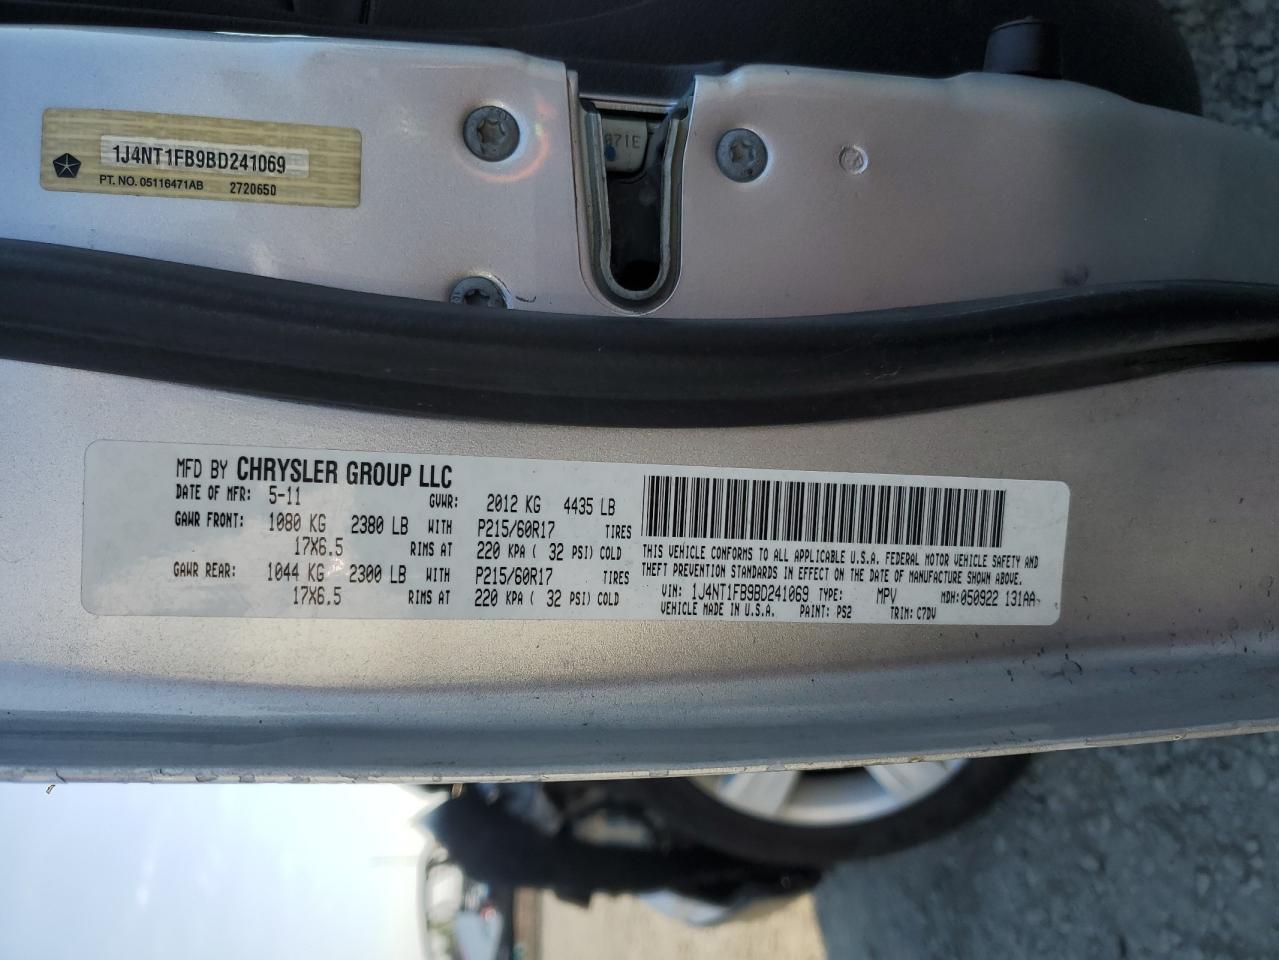 1J4NT1FB9BD241069
PT. NO. 05116471AB 2720650
071E
MFD BY CHRYSLER GROUP LLC
DATE OF MFR: 5-11 GVWR: 2012 KG 4435 LB
GAWR FRONT: 1080 KG 2380 LB WITH P215/60R17 TIRES
17X6.5 RIMS AT 220 KPA ( 32 PSI) COLD
GAWR REAR: 1044 KG 2300 LB WITH P215/60R17 TIRES
17X6.5 RIMS AT 220 KPA ( 32 PSI) COLD
THIS VEHICLE CONFORMS TO ALL APPLICABLE U.S.A. FEDERAL MOTOR VEHICLE SAFETY AND
THEFT PREVENTION STANDARDS IN EFFECT ON THE DATE OF MANUFACTURE SHOWN ABOVE.
VIN: 1J4NT1FB9BD241069 TYPE: MPV MDH: 050922 131AA
VEHICLE MADE IN U.S.A. PAINT: PS2 TRIM: C7DV